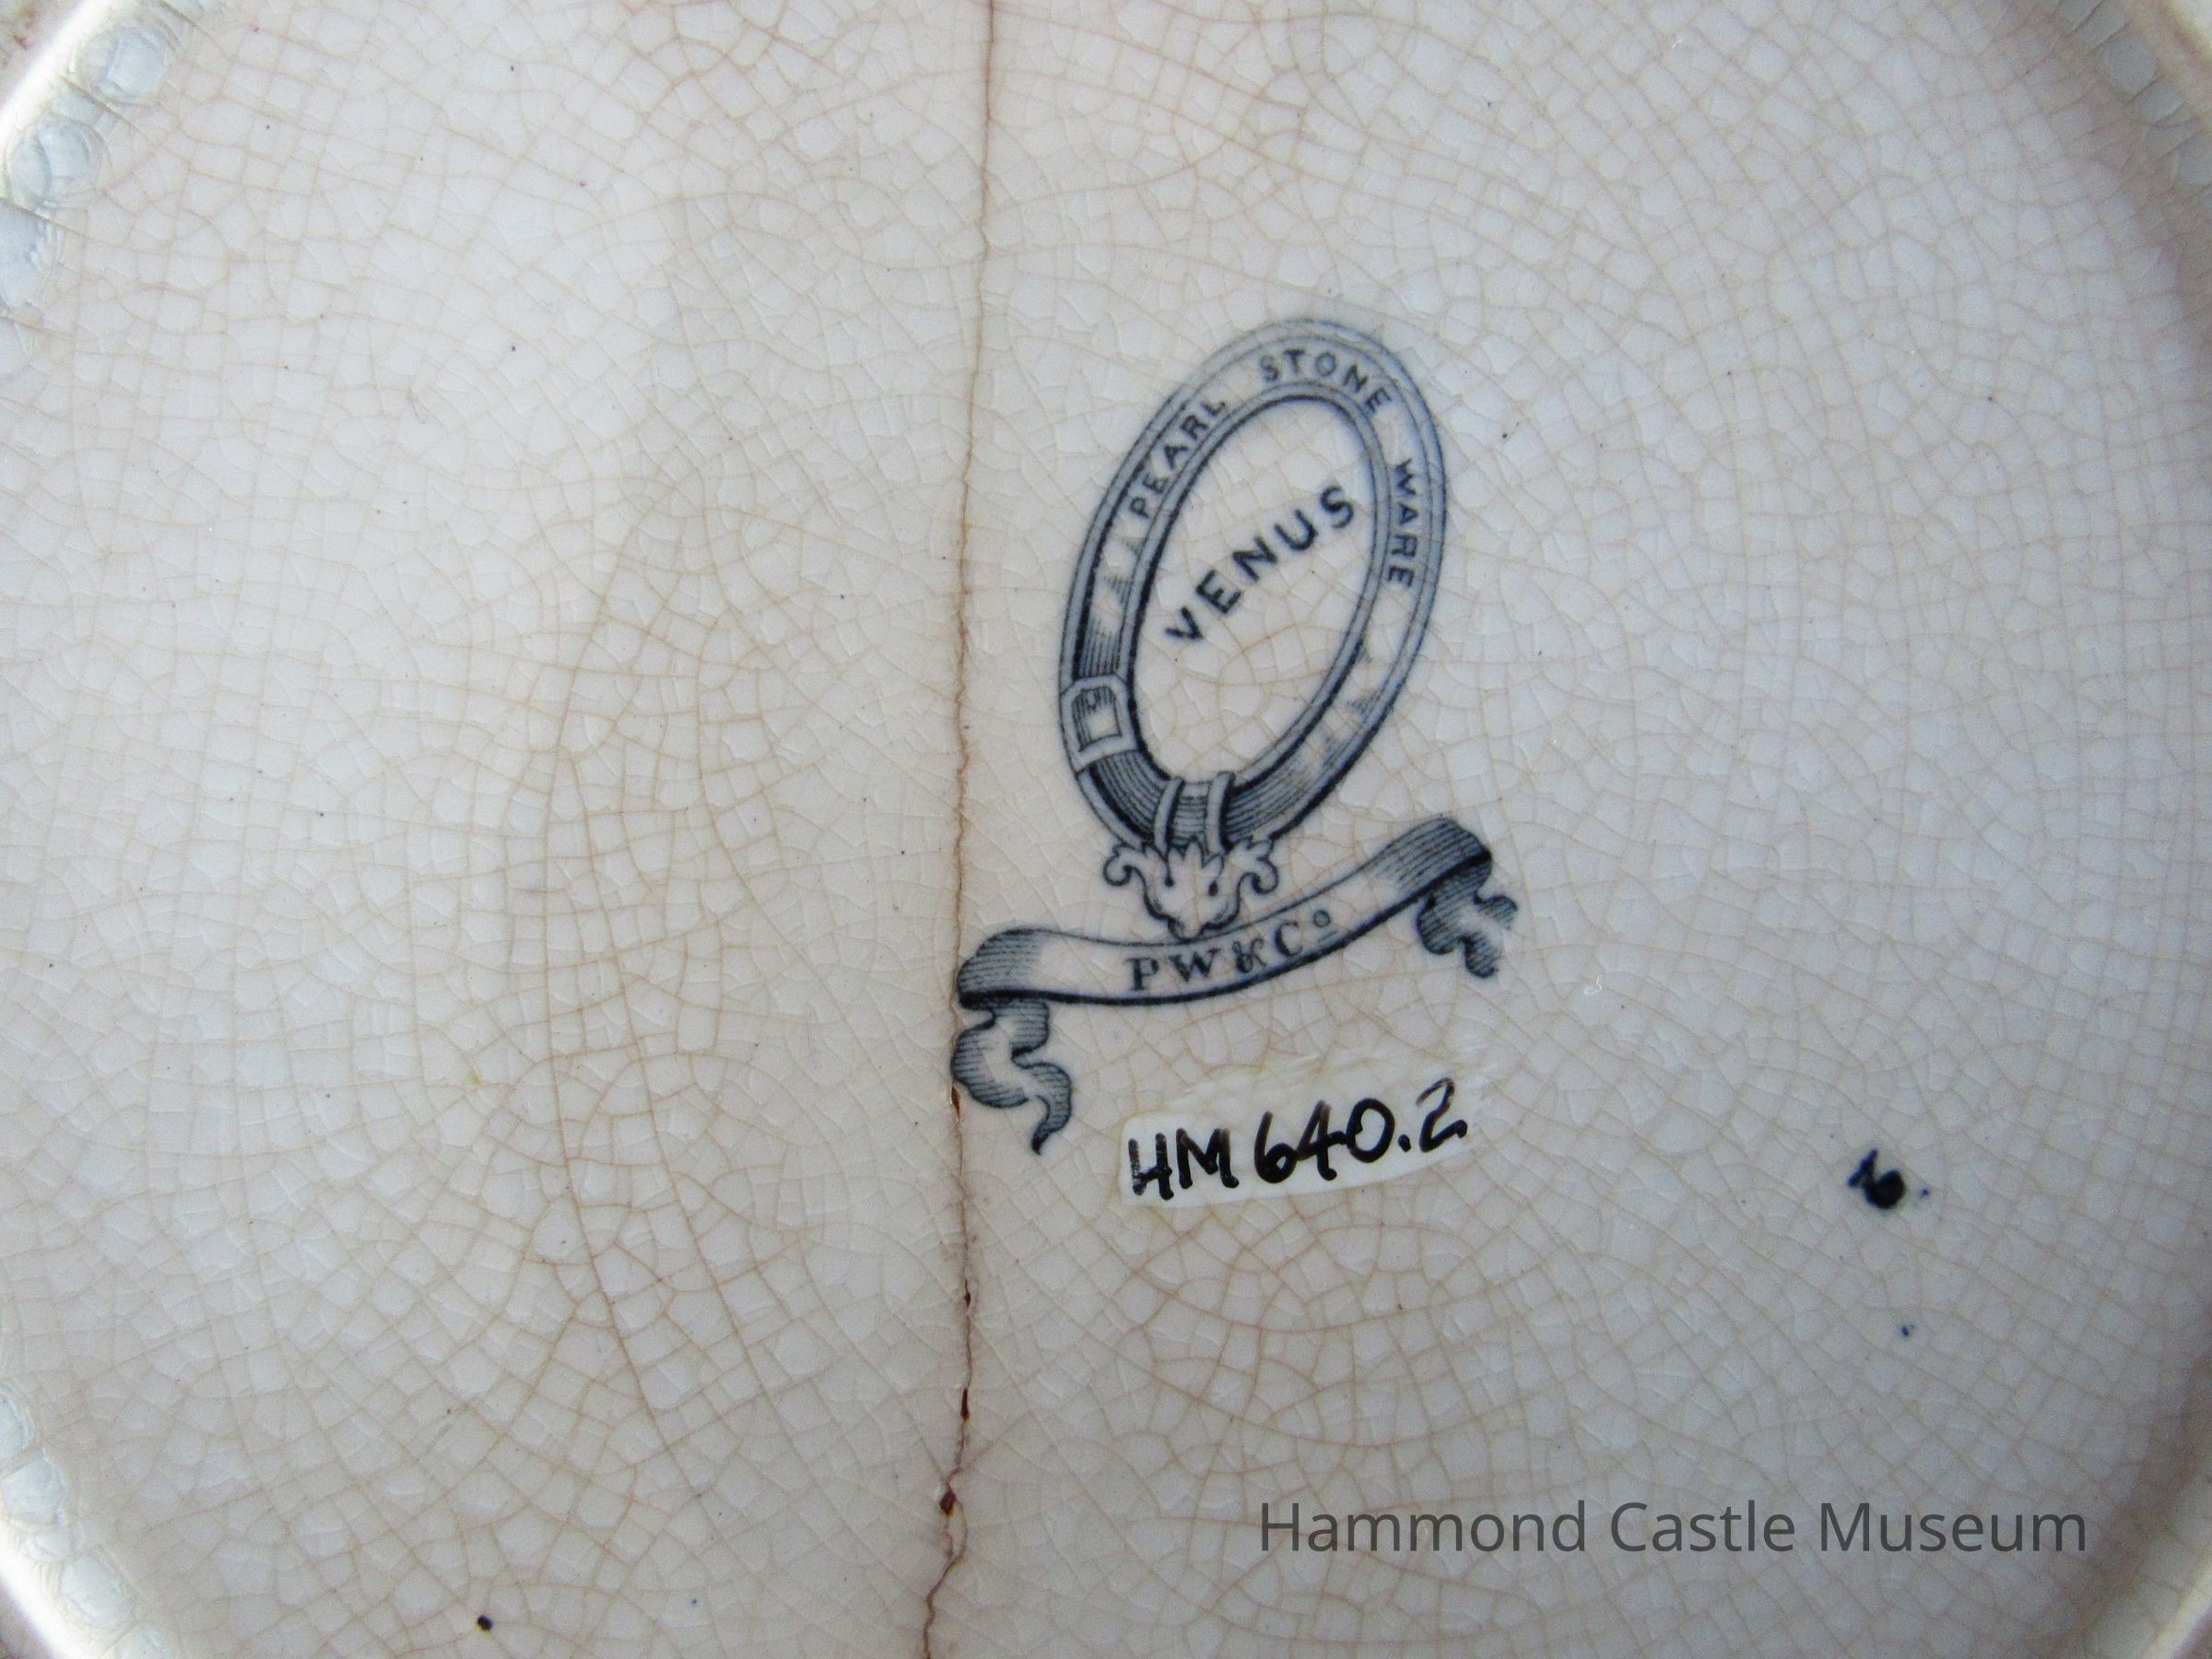 PEARL STONE WARE
VENUS
PW&Co
HM640.2
Hammond Castle Museum